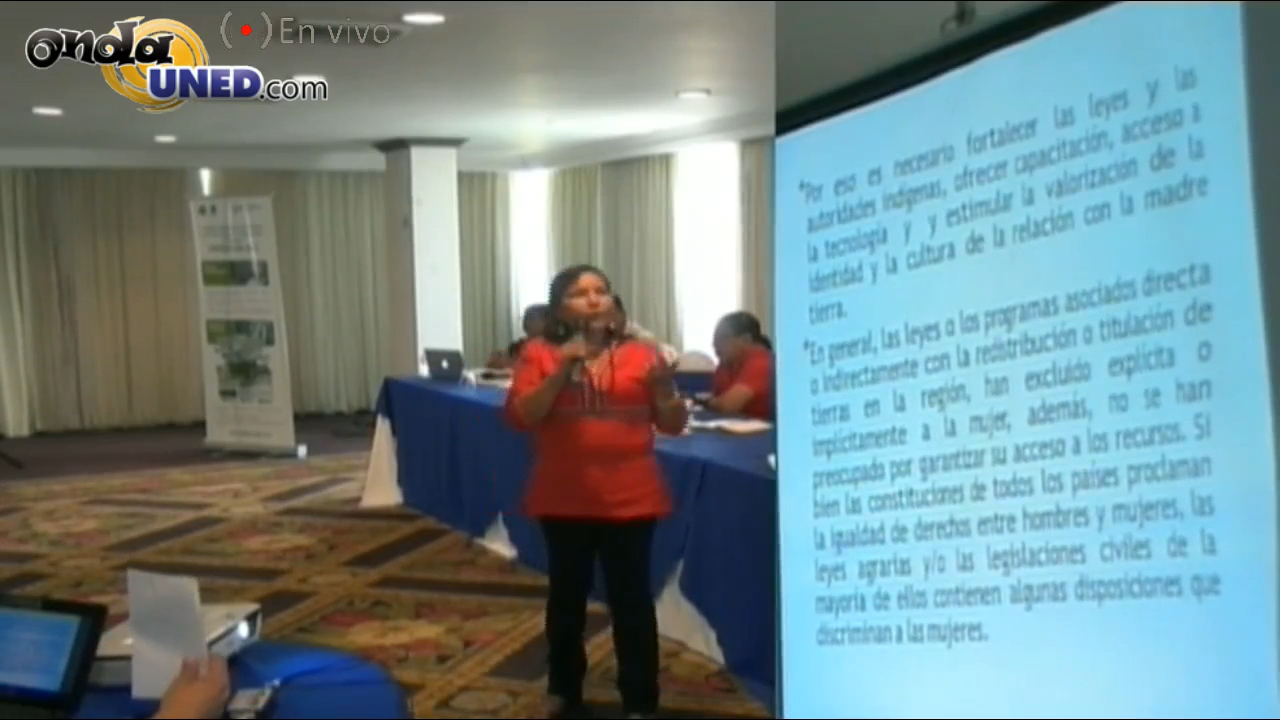 onda
UNED.com
(•) En vivo
*Por eso es necesario fortalecer las leyes y las
autoridades indígenas, ofrecer capacitación, acceso a
la tecnología y y estimular la valorización de la
identidad y la cultura de la relación con la madre
tierra.
*En general, las leyes o los programas asociados directa
o indirectamente con la redistribución o titulación de
tierras en la región, han excluido explícita o
implícitamente a la mujer, además, no se han
preocupado por garantizar su acceso a los recursos. Si
bien las constituciones de todos los países proclaman
la igualdad de derechos entre hombres y mujeres, las
leyes agrarias y/o las legislaciones civiles de la
mayoría de ellos contienen algunas disposiciones que
discriminan a las mujeres.